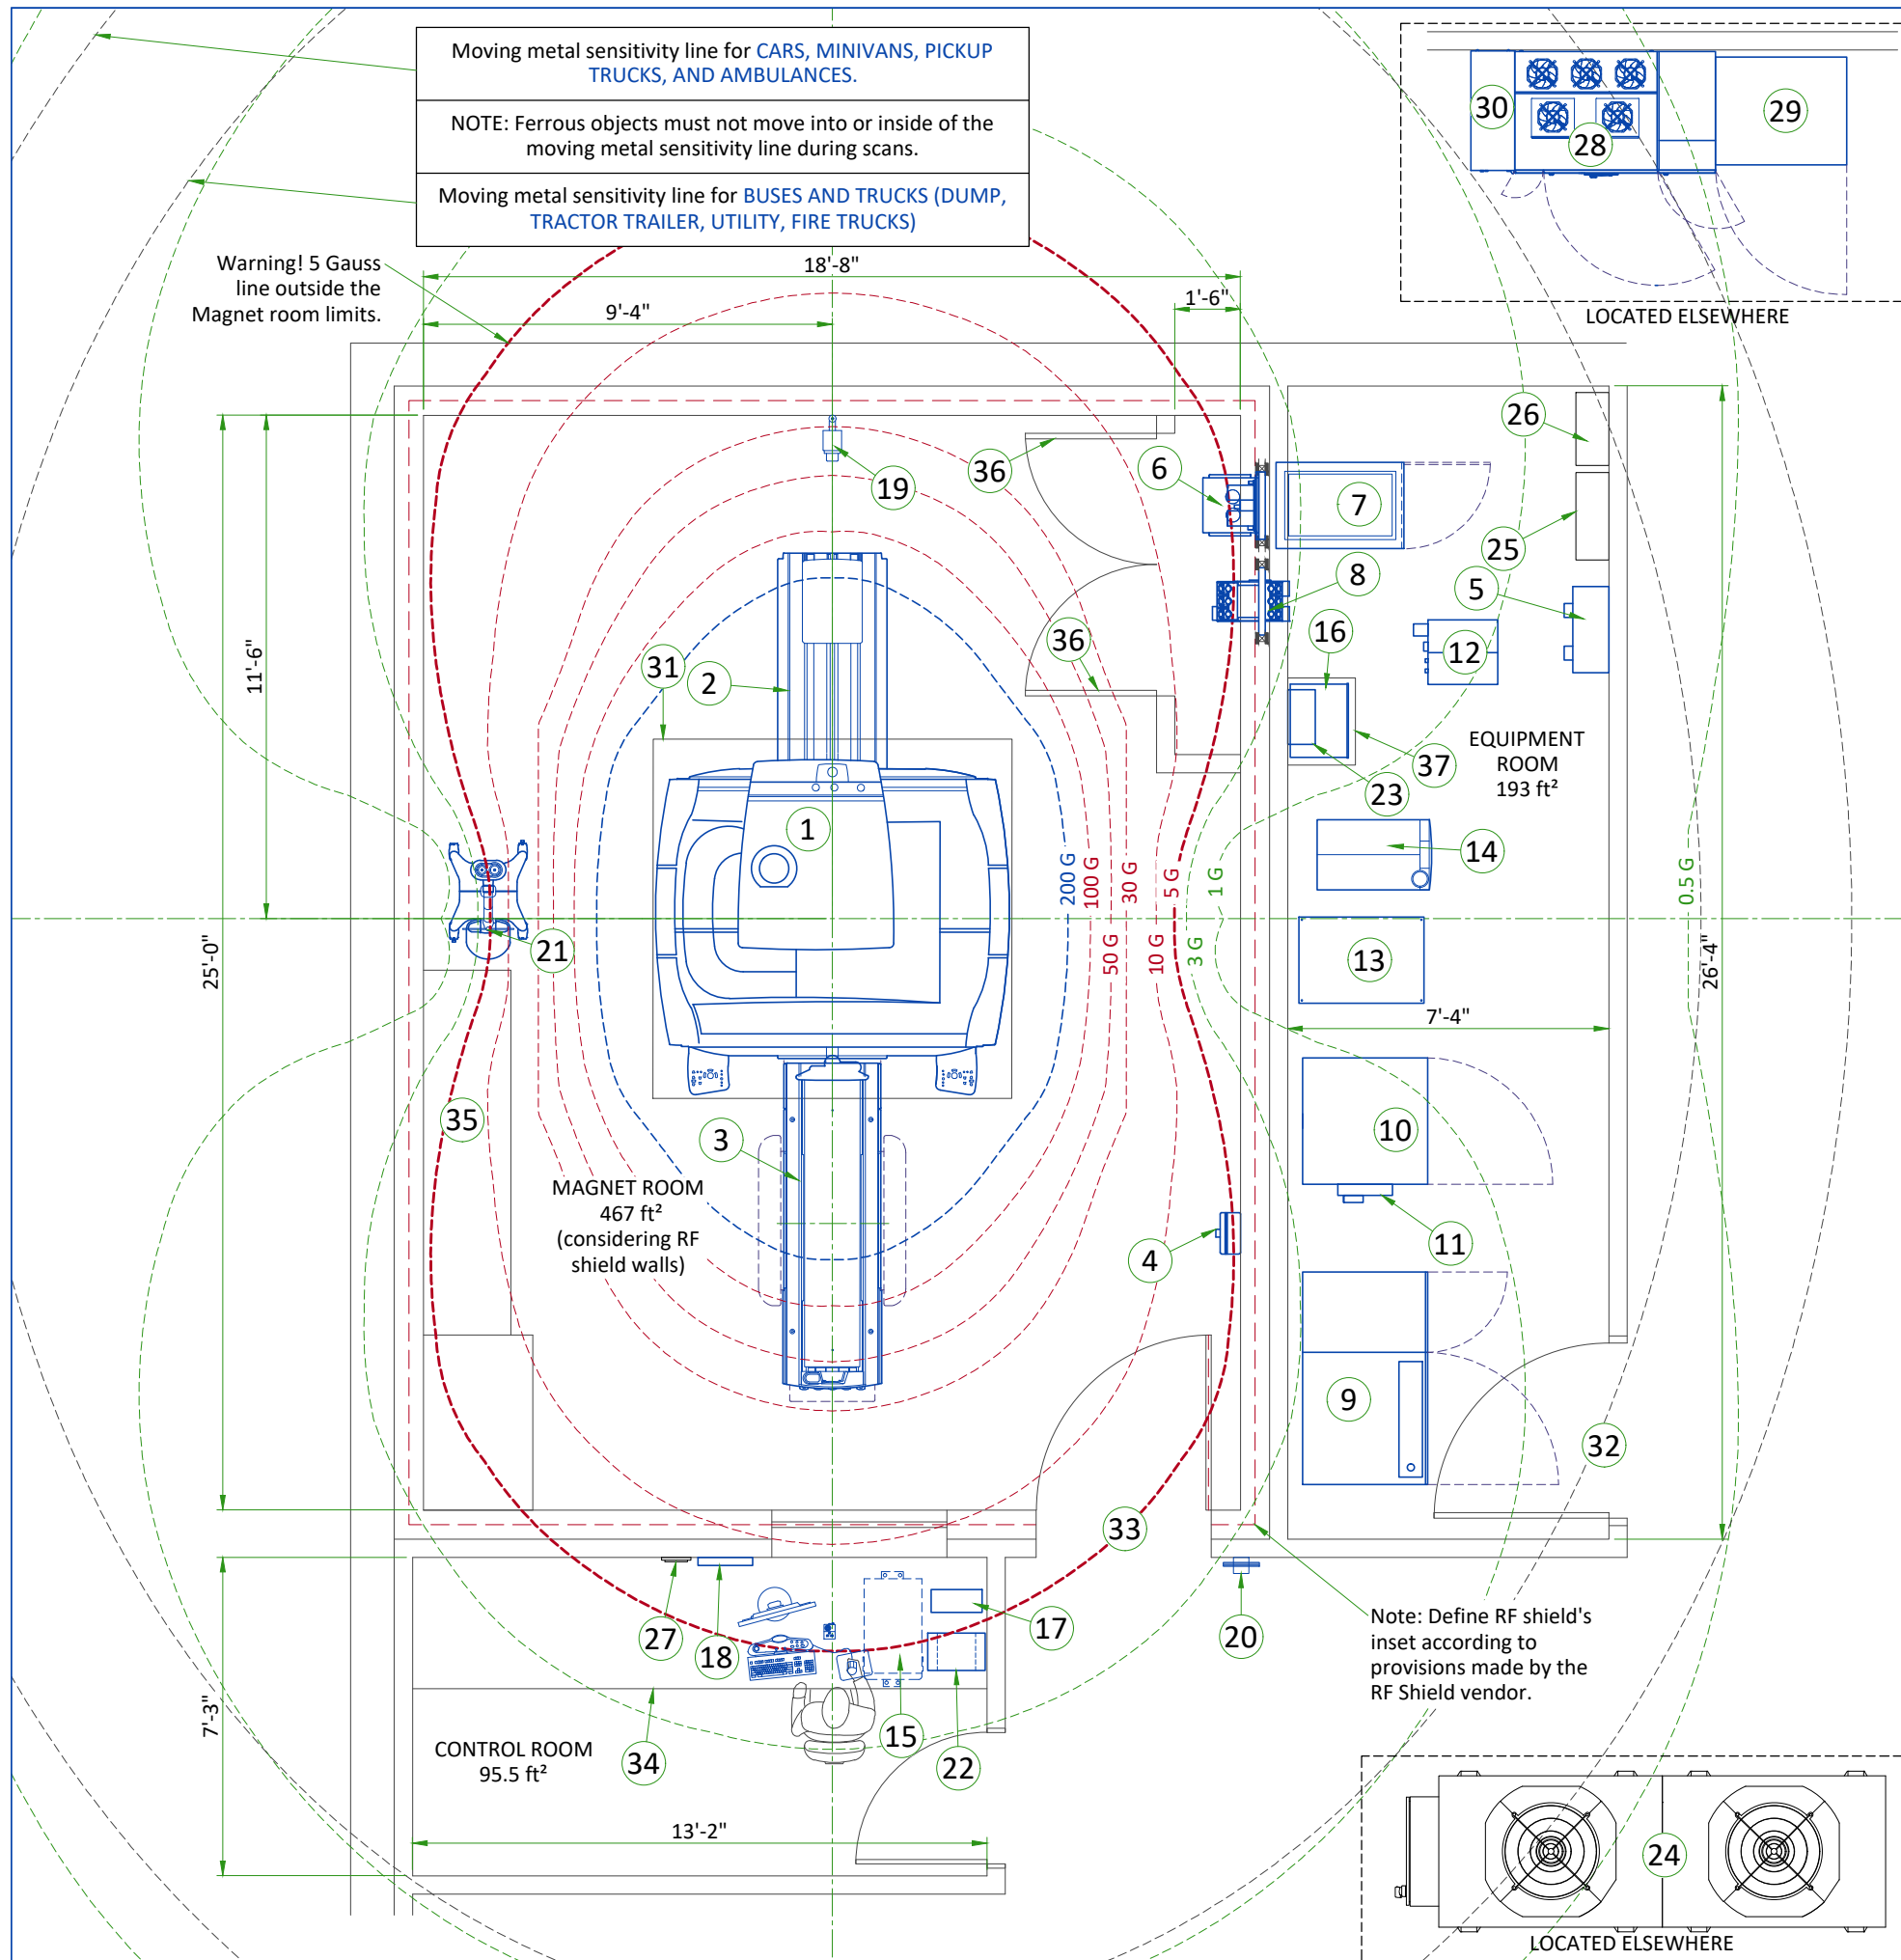 Moving metal sensitivity line for CARS, MINIVANS, PICKUP
TRUCKS, AND AMBULANCES.
NOTE: Ferrous objects must not move into or inside of the
moving metal sensitivity line during scans.
Moving metal sensitivity line for BUSES AND TRUCKS (DUMP,
TRACTOR TRAILER, UTILITY, FIRE TRUCKS)
30
28
29
LOCATED ELSEWHERE
Warning! 5 Gauss
line outside the
Magnet room limits.
18'-8"
9'-4"
1'-6"
26
36
6
19
7
25
8
5
16
36
12
11'-6"
31
2
EQUIPMENT
ROOM
193 ft²
37
23
1
14
200 G
100 G
50 G
30 G
10 G
5 G
3 G
1 G
0.5 G
21
13
25'-0"
26'-4"
7'-4"
35
10
3
MAGNET ROOM
467 ft²
(considering RF
shield walls)
11
4
9
32
33
27
18
17
20
Note: Define RF shield's
inset according to
provisions made by the
RF Shield vendor.
7'-3"
15
22
34
CONTROL ROOM
95.5 ft²
13'-2"
24
LOCATED ELSEWHERE